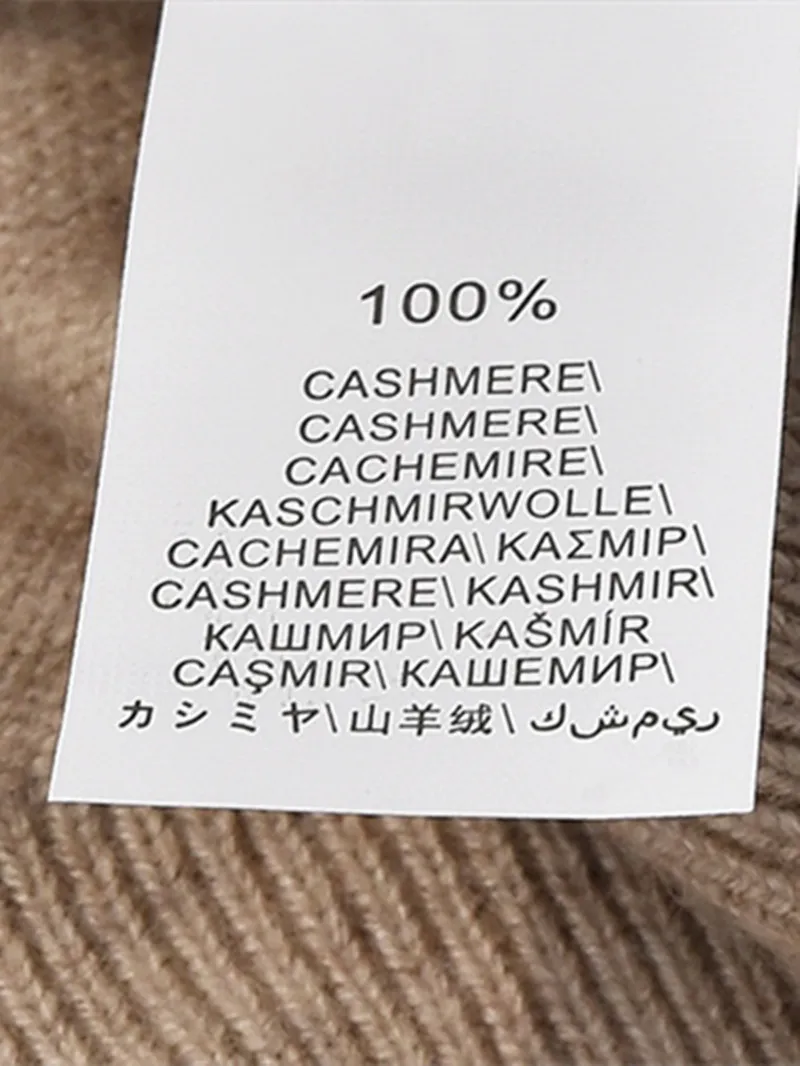 100%
CASHMERE\
CASHMERE\
CACHEMIRE\
KASCHMIRWOLLE\
CACHEMIRA\ ΚΑΣΜΙΡ\
CASHMERE\ KASHMIR\
КАШМИР\ KAŠMÍR
CAŞMIR\ КАШЕМИР\
カシミヤ\ 山羊绒\ ريمشك